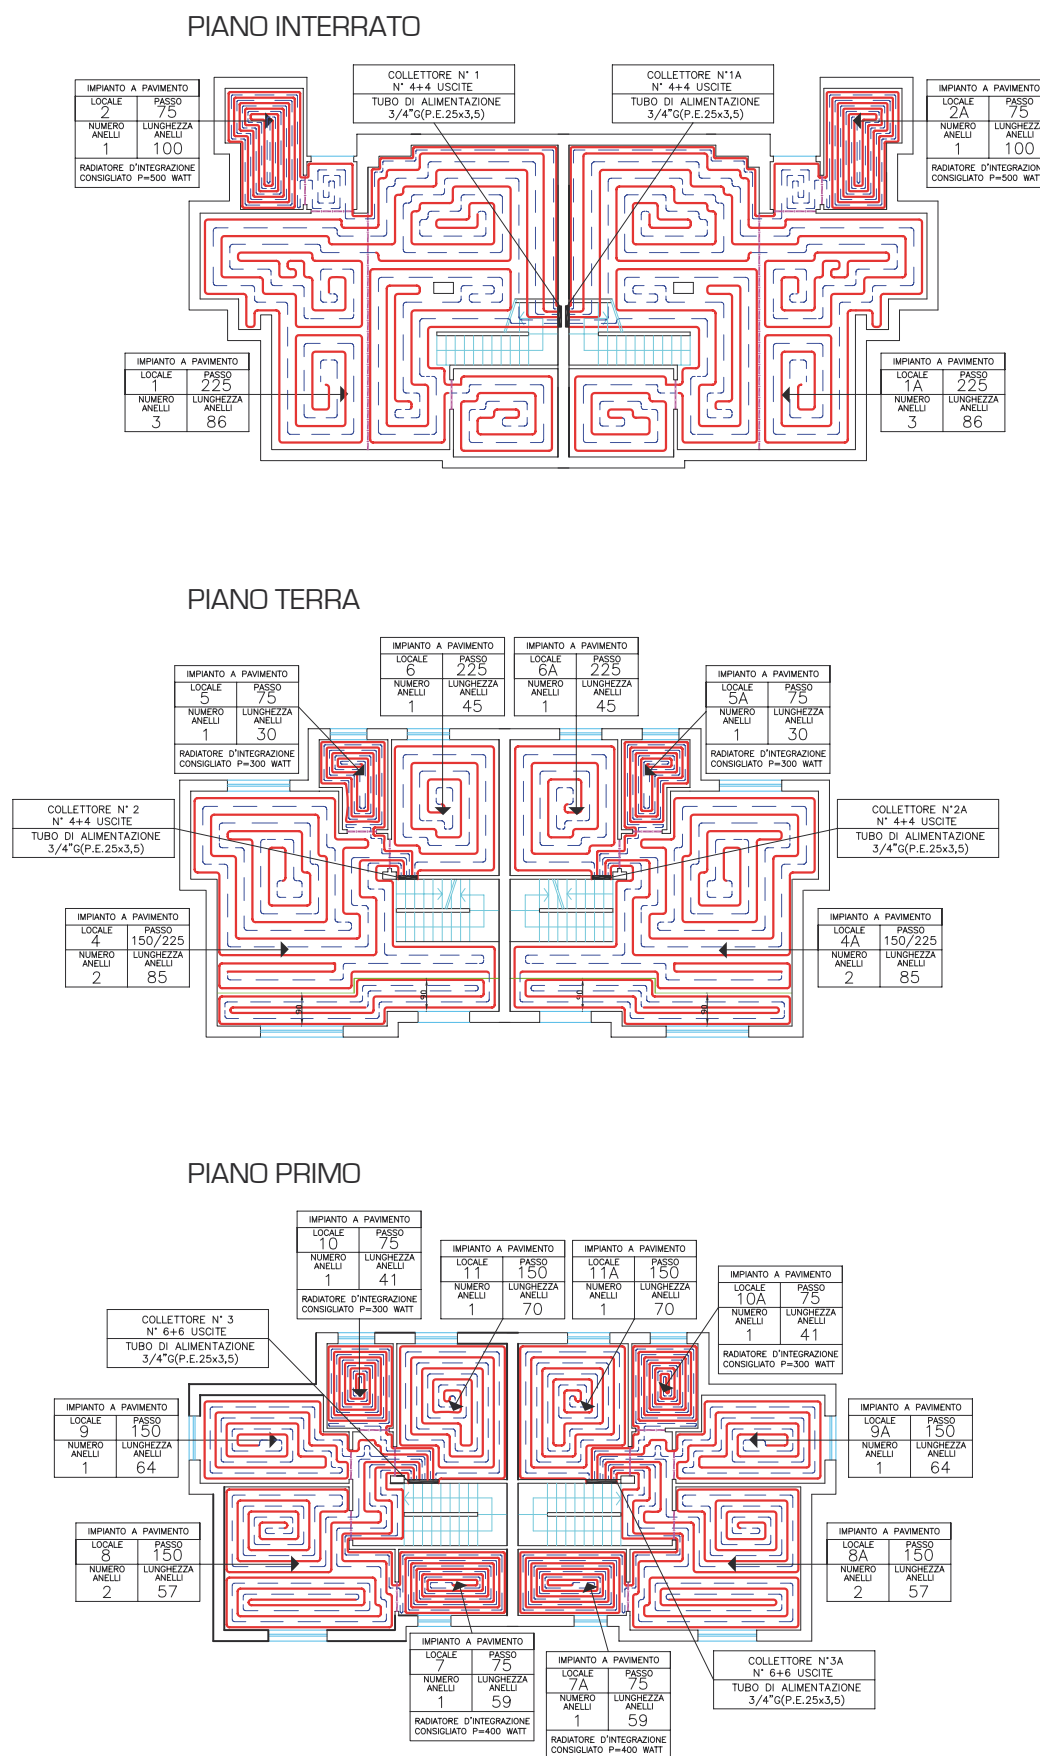 PIANO INTERRATO
IMPIANTO A PAVIMENTO
LOCALE PASSO
2 75
NUMERO ANELLI LUNGHEZZA ANELLI
1 100
RADIATORE D'INTEGRAZIONE
CONSIGLIATO P=500 WATT
COLLETTORE N° 1
N° 4+4 USCITE
TUBO DI ALIMENTAZIONE
3/4"G(P.E.25x3,5)
COLLETTORE N°1A
N° 4+4 USCITE
TUBO DI ALIMENTAZIONE
3/4"G(P.E.25x3,5)
IMPIANTO A PAVIMENTO
LOCALE PASSO
2A 75
NUMERO ANELLI LUNGHEZZA ANELLI
1 100
RADIATORE D'INTEGRAZIONE
CONSIGLIATO P=500 WATT
IMPIANTO A PAVIMENTO
LOCALE PASSO
1 225
NUMERO ANELLI LUNGHEZZA ANELLI
3 86
IMPIANTO A PAVIMENTO
LOCALE PASSO
1A 225
NUMERO ANELLI LUNGHEZZA ANELLI
3 86
PIANO TERRA
IMPIANTO A PAVIMENTO
LOCALE PASSO
5 75
NUMERO ANELLI LUNGHEZZA ANELLI
1 30
RADIATORE D'INTEGRAZIONE
CONSIGLIATO P=300 WATT
IMPIANTO A PAVIMENTO
LOCALE PASSO
6 225
NUMERO ANELLI LUNGHEZZA ANELLI
1 45
IMPIANTO A PAVIMENTO
LOCALE PASSO
6A 225
NUMERO ANELLI LUNGHEZZA ANELLI
1 45
IMPIANTO A PAVIMENTO
LOCALE PASSO
5A 75
NUMERO ANELLI LUNGHEZZA ANELLI
1 30
RADIATORE D'INTEGRAZIONE
CONSIGLIATO P=300 WATT
COLLETTORE N° 2
N° 4+4 USCITE
TUBO DI ALIMENTAZIONE
3/4"G(P.E.25x3,5)
COLLETTORE N°2A
N° 4+4 USCITE
TUBO DI ALIMENTAZIONE
3/4"G(P.E.25x3,5)
IMPIANTO A PAVIMENTO
LOCALE PASSO
4 150/225
NUMERO ANELLI LUNGHEZZA ANELLI
2 85
IMPIANTO A PAVIMENTO
LOCALE PASSO
4A 150/225
NUMERO ANELLI LUNGHEZZA ANELLI
2 85
90
90
90
90
PIANO PRIMO
IMPIANTO A PAVIMENTO
LOCALE PASSO
10 75
NUMERO ANELLI LUNGHEZZA ANELLI
1 41
RADIATORE D'INTEGRAZIONE
CONSIGLIATO P=300 WATT
IMPIANTO A PAVIMENTO
LOCALE PASSO
11 150
NUMERO ANELLI LUNGHEZZA ANELLI
1 70
IMPIANTO A PAVIMENTO
LOCALE PASSO
11A 150
NUMERO ANELLI LUNGHEZZA ANELLI
1 70
IMPIANTO A PAVIMENTO
LOCALE PASSO
10A 75
NUMERO ANELLI LUNGHEZZA ANELLI
1 41
RADIATORE D'INTEGRAZIONE
CONSIGLIATO P=300 WATT
COLLETTORE N° 3
N° 6+6 USCITE
TUBO DI ALIMENTAZIONE
3/4"G(P.E.25x3,5)
IMPIANTO A PAVIMENTO
LOCALE PASSO
9 150
NUMERO ANELLI LUNGHEZZA ANELLI
1 64
IMPIANTO A PAVIMENTO
LOCALE PASSO
9A 150
NUMERO ANELLI LUNGHEZZA ANELLI
1 64
IMPIANTO A PAVIMENTO
LOCALE PASSO
8 150
NUMERO ANELLI LUNGHEZZA ANELLI
2 57
IMPIANTO A PAVIMENTO
LOCALE PASSO
8A 150
NUMERO ANELLI LUNGHEZZA ANELLI
2 57
IMPIANTO A PAVIMENTO
LOCALE PASSO
7 75
NUMERO ANELLI LUNGHEZZA ANELLI
1 59
RADIATORE D'INTEGRAZIONE
CONSIGLIATO P=400 WATT
IMPIANTO A PAVIMENTO
LOCALE PASSO
7A 75
NUMERO ANELLI LUNGHEZZA ANELLI
1 59
RADIATORE D'INTEGRAZIONE
CONSIGLIATO P=400 WATT
COLLETTORE N°3A
N° 6+6 USCITE
TUBO DI ALIMENTAZIONE
3/4"G(P.E.25x3,5)